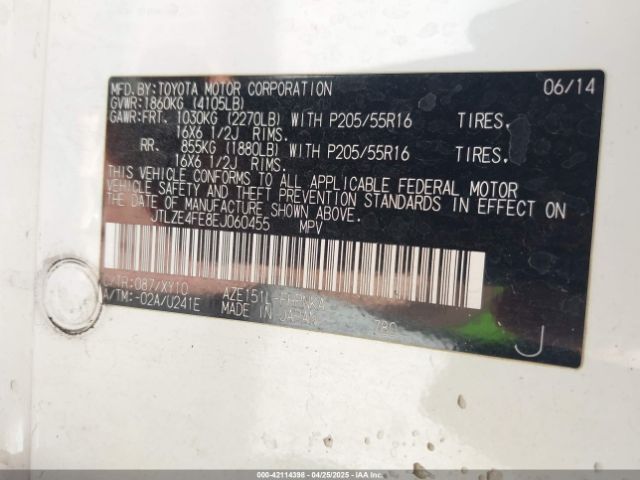 MFD.BY:TOYOTA MOTOR CORPORATION 06/14
GVWR:1860KG (4105LB)
GAWR:FRT. 1030KG (2270LB) WITH P205/55R16 TIRES.
16X6 1/2J RIMS.
RR. 855KG (1880LB) WITH P205/55R16 TIRES.
16X6 1/2J RIMS.
THIS VEHICLE CONFORMS TO ALL APPLICABLE FEDERAL MOTOR
VEHICLE SAFETY AND THEFT PREVENTION STANDARDS IN EFFECT ON
THE DATE OF MANUFACTURE SHOWN ABOVE.
JTLZE4FE8EJ060455 MPV
/TR:087/XY10
A/TM:-02A/U241E MADE IN JAPAN J
000-42114398 - 04/25/2025 - IAA Inc.